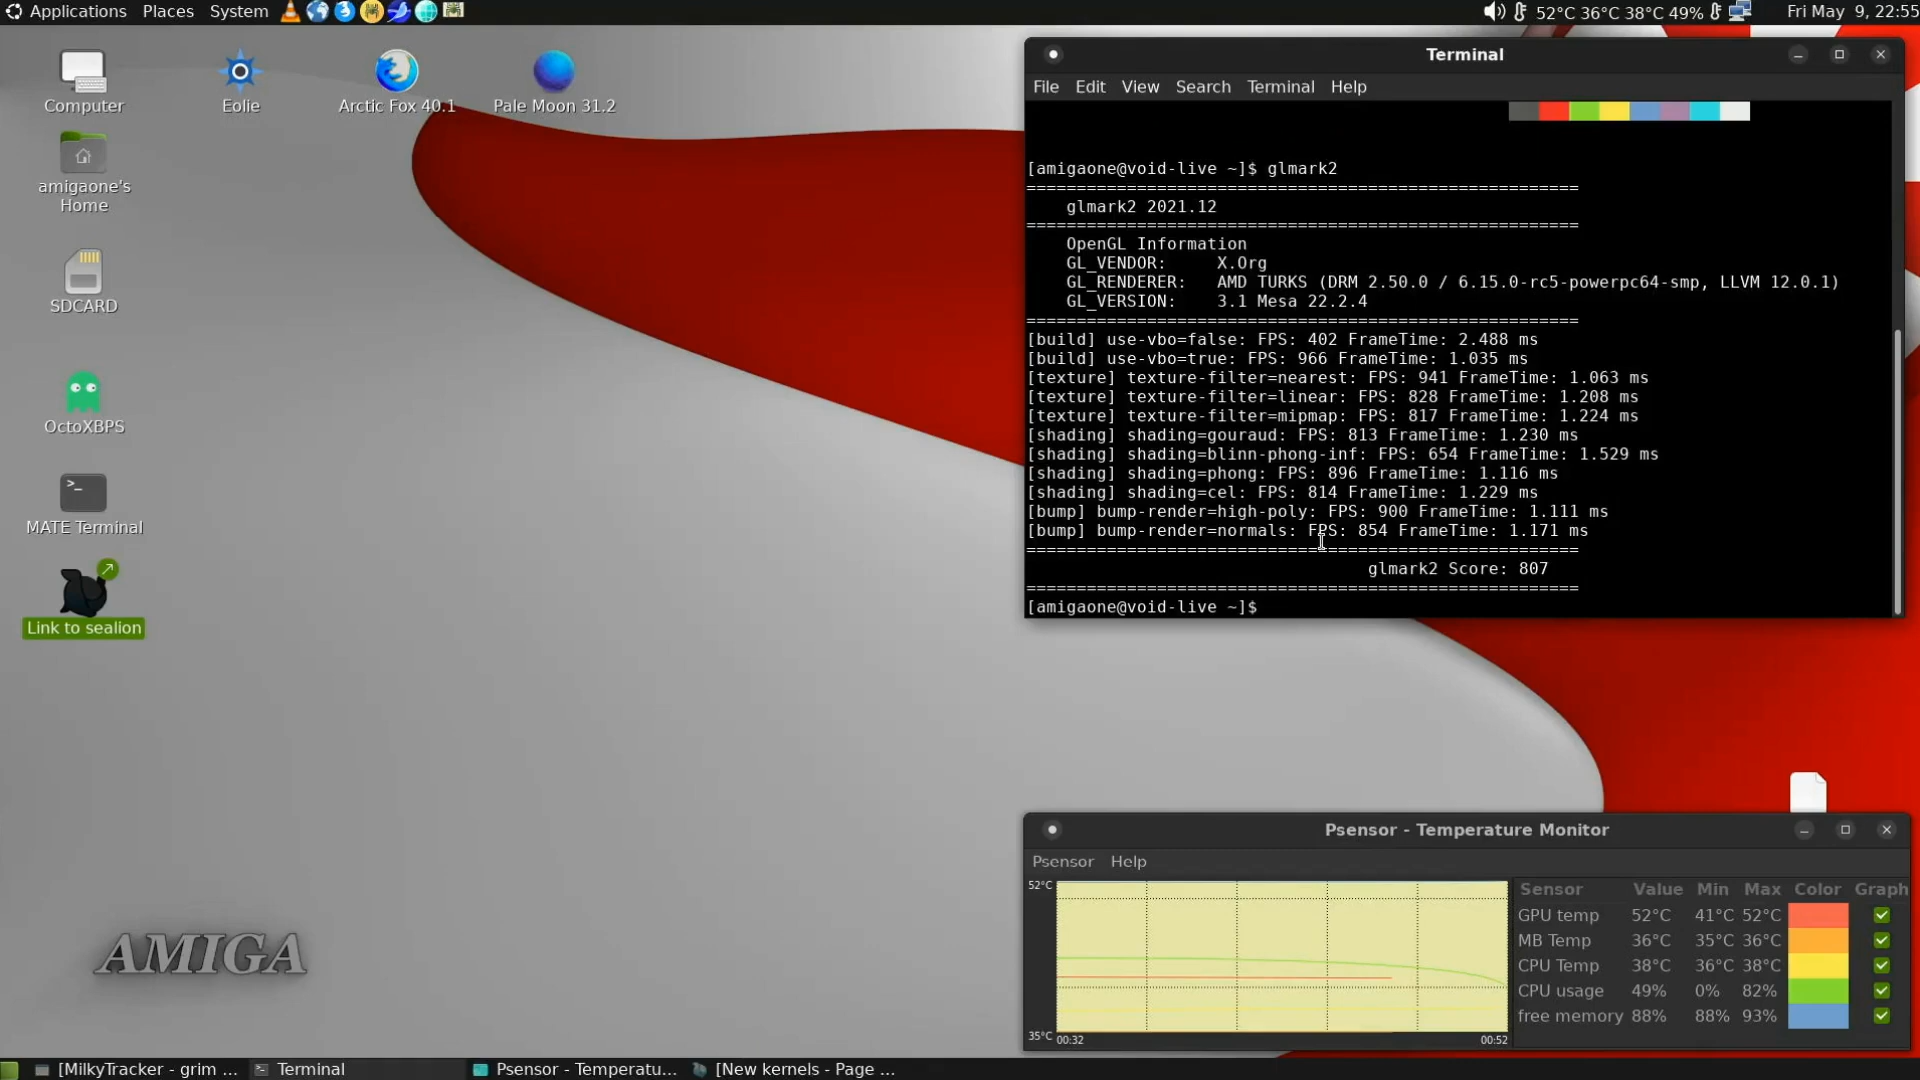 Applications Places System
52°C 36°C 38°C 49%
Fri May 9, 22:55
Computer
Eolie
Arctic Fox 40.1
Pale Moon 31.2
amigaone's
Home
SDCARD
OctoXBPS
>_
MATE Terminal
Link to sealion
AMIGA
Terminal
File Edit View Search Terminal Help
[amigaone@void-live ~]$ glmark2
=======================================================
glmark2 2021.12
=======================================================
OpenGL Information
GL_VENDOR: X.Org
GL_RENDERER: AMD TURKS (DRM 2.50.0 / 6.15.0-rc5-powerpc64-smp, LLVM 12.0.1)
GL_VERSION: 3.1 Mesa 22.2.4
=======================================================
[build] use-vbo=false: FPS: 402 FrameTime: 2.488 ms
[build] use-vbo=true: FPS: 966 FrameTime: 1.035 ms
[texture] texture-filter=nearest: FPS: 941 FrameTime: 1.063 ms
[texture] texture-filter=linear: FPS: 828 FrameTime: 1.208 ms
[texture] texture-filter=mipmap: FPS: 817 FrameTime: 1.224 ms
[shading] shading=gouraud: FPS: 813 FrameTime: 1.230 ms
[shading] shading=blinn-phong-inf: FPS: 654 FrameTime: 1.529 ms
[shading] shading=phong: FPS: 896 FrameTime: 1.116 ms
[shading] shading=cel: FPS: 814 FrameTime: 1.229 ms
[bump] bump-render=high-poly: FPS: 900 FrameTime: 1.111 ms
[bump] bump-render=normals: FPS: 854 FrameTime: 1.171 ms
=======================================================
glmark2 Score: 807
=======================================================
[amigaone@void-live ~]$
Psensor - Temperature Monitor
Psensor Help
52°C
35°C
00:32
00:52
Sensor Value Min Max Color Graph
GPU temp 52°C 41°C 52°C
MB Temp 36°C 35°C 36°C
CPU Temp 38°C 36°C 38°C
CPU usage 49% 0% 82%
free memory 88% 88% 93%
[MilkyTracker - grim ...
Terminal
Psensor - Temperatu...
[New kernels - Page ...